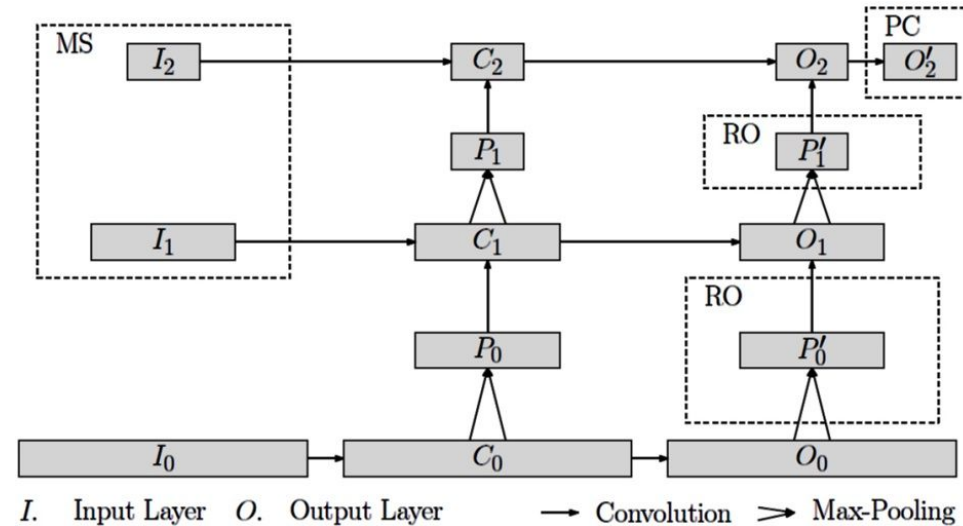 MS PC
I₂ C₂ O₂ O′₂
RO
P₁ P′₁
I₁ C₁ O₁
RO
P₀ P′₀
I₀ C₀ O₀
I. Input Layer O. Output Layer → Convolution Max-Pooling